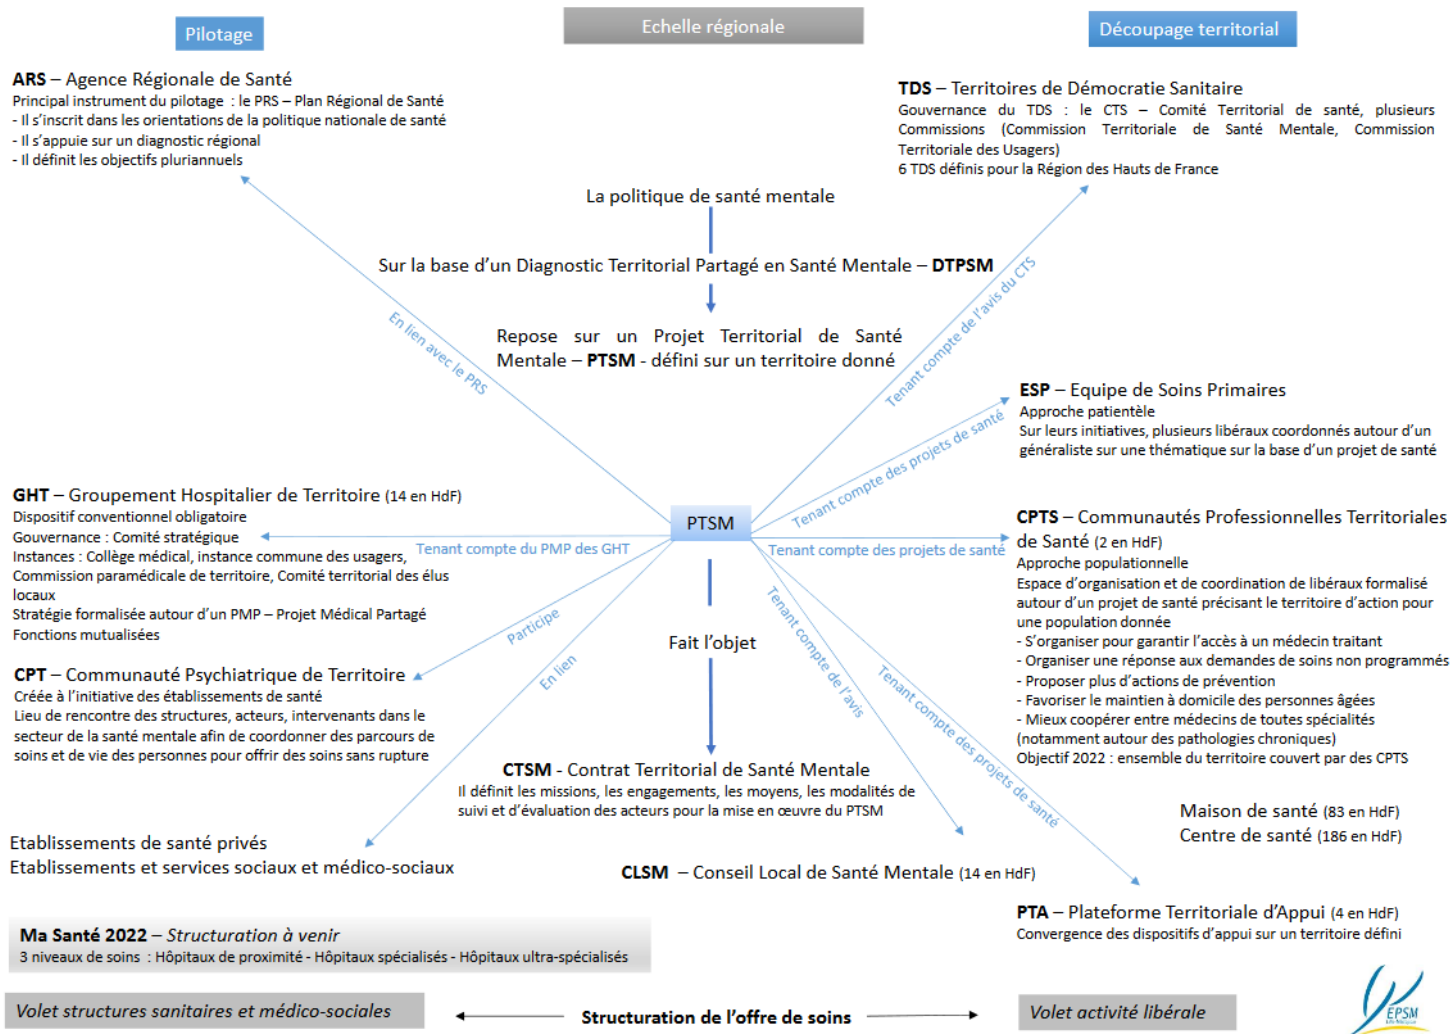 Pilotage
Echelle régionale
Découpage territorial
ARS – Agence Régionale de Santé
Principal instrument du pilotage : le PRS – Plan Régional de Santé
- Il s'inscrit dans les orientations de la politique nationale de santé
- Il s'appuie sur un diagnostic régional
- Il définit les objectifs pluriannuels
TDS – Territoires de Démocratie Sanitaire
Gouvernance du TDS : le CTS – Comité Territorial de santé, plusieurs
Commissions (Commission Territoriale de Santé Mentale, Commission
Territoriale des Usagers)
6 TDS définis pour la Région des Hauts de France
La politique de santé mentale
Sur la base d'un Diagnostic Territorial Partagé en Santé Mentale – DTPSM
Repose sur un Projet Territorial de Santé
Mentale – PTSM - défini sur un territoire donné
En lien avec le PRS
Tenant compte de l'avis du CTS
ESP – Equipe de Soins Primaires
Approche patientèle
Sur leurs initiatives, plusieurs libéraux coordonnés autour d'un
généraliste sur une thématique sur la base d'un projet de santé
Tenant compte des projets de santé
GHT – Groupement Hospitalier de Territoire (14 en HdF)
Dispositif conventionnel obligatoire
Gouvernance : Comité stratégique
Instances : Collège médical, instance commune des usagers,
Commission paramédicale de territoire, Comité territorial des élus
locaux
Stratégie formalisée autour d'un PMP – Projet Médical Partagé
Fonctions mutualisées
Tenant compte du PMP des GHT
PTSM
Tenant compte des projets de santé
CPTS – Communautés Professionnelles Territoriales
de Santé (2 en HdF)
Approche populationnelle
Espace d'organisation et de coordination de libéraux formalisé
autour d'un projet de santé précisant le territoire d'action pour
une population donnée
- S'organiser pour garantir l'accès à un médecin traitant
- Organiser une réponse aux demandes de soins non programmés
- Proposer plus d'actions de prévention
- Favoriser le maintien à domicile des personnes âgées
- Mieux coopérer entre médecins de toutes spécialités
(notamment autour des pathologies chroniques)
Objectif 2022 : ensemble du territoire couvert par des CPTS
Participe
En lien
Fait l'objet
Tenant compte de l'avis
Tenant compte des projets de santé
CPT – Communauté Psychiatrique de Territoire
Créée à l'initiative des établissements de santé
Lieu de rencontre des structures, acteurs, intervenants dans le
secteur de la santé mentale afin de coordonner des parcours de
soins et de vie des personnes pour offrir des soins sans rupture
CTSM - Contrat Territorial de Santé Mentale
Il définit les missions, les engagements, les moyens, les modalités de
suivi et d'évaluation des acteurs pour la mise en œuvre du PTSM
Etablissements de santé privés
Etablissements et services sociaux et médico-sociaux
Maison de santé (83 en HdF)
Centre de santé (186 en HdF)
CLSM – Conseil Local de Santé Mentale (14 en HdF)
PTA – Plateforme Territoriale d'Appui (4 en HdF)
Convergence des dispositifs d'appui sur un territoire défini
Ma Santé 2022 – Structuration à venir
3 niveaux de soins : Hôpitaux de proximité - Hôpitaux spécialisés - Hôpitaux ultra-spécialisés
Volet structures sanitaires et médico-sociales
Structuration de l'offre de soins
Volet activité libérale
EPSM